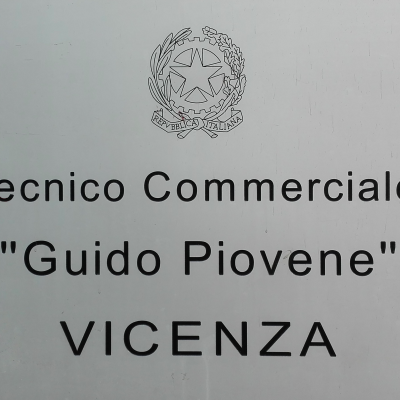 REPVBBLICA ITALIANA
ecnico Commerciale
"Guido Piovene"
VICENZA